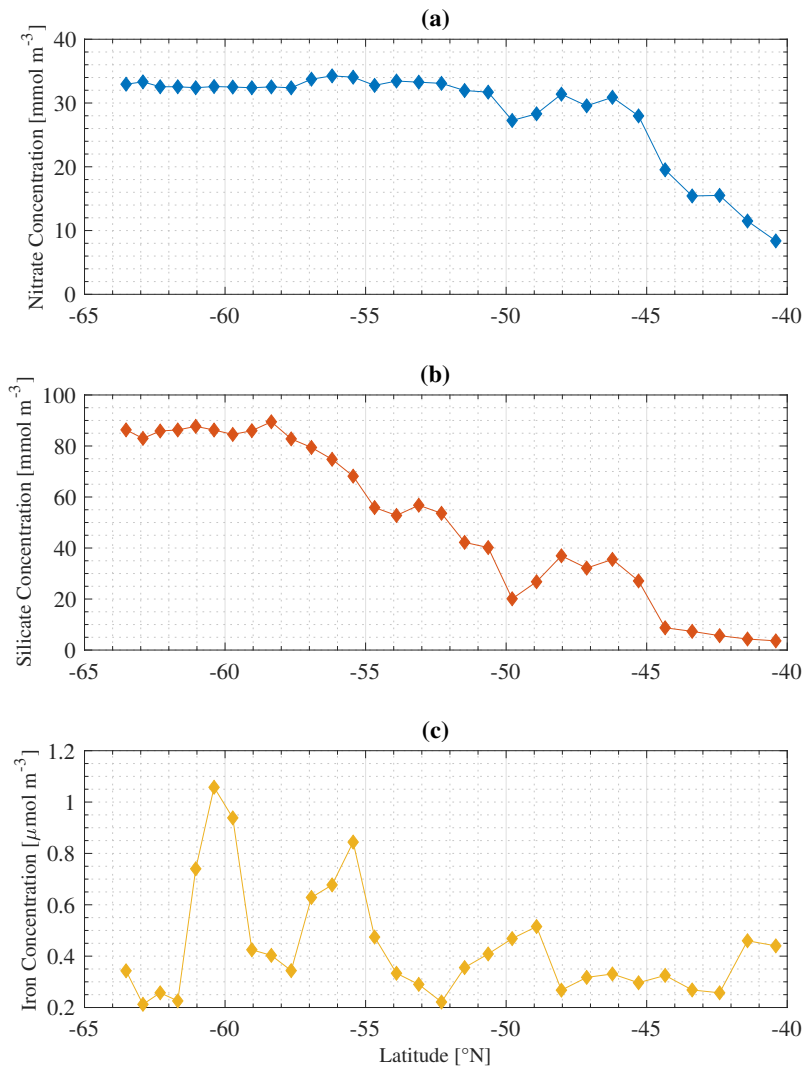 (a)
Nitrate Concentration [mmol m⁻³]
40
30
20
10
0
-65 -60 -55 -50 -45 -40
(b)
Silicate Concentration [mmol m⁻³]
100
80
60
40
20
0
-65 -60 -55 -50 -45 -40
(c)
Iron Concentration [μmol m⁻³]
1.2
1
0.8
0.6
0.4
0.2
-65 -60 -55 -50 -45 -40
Latitude [°N]